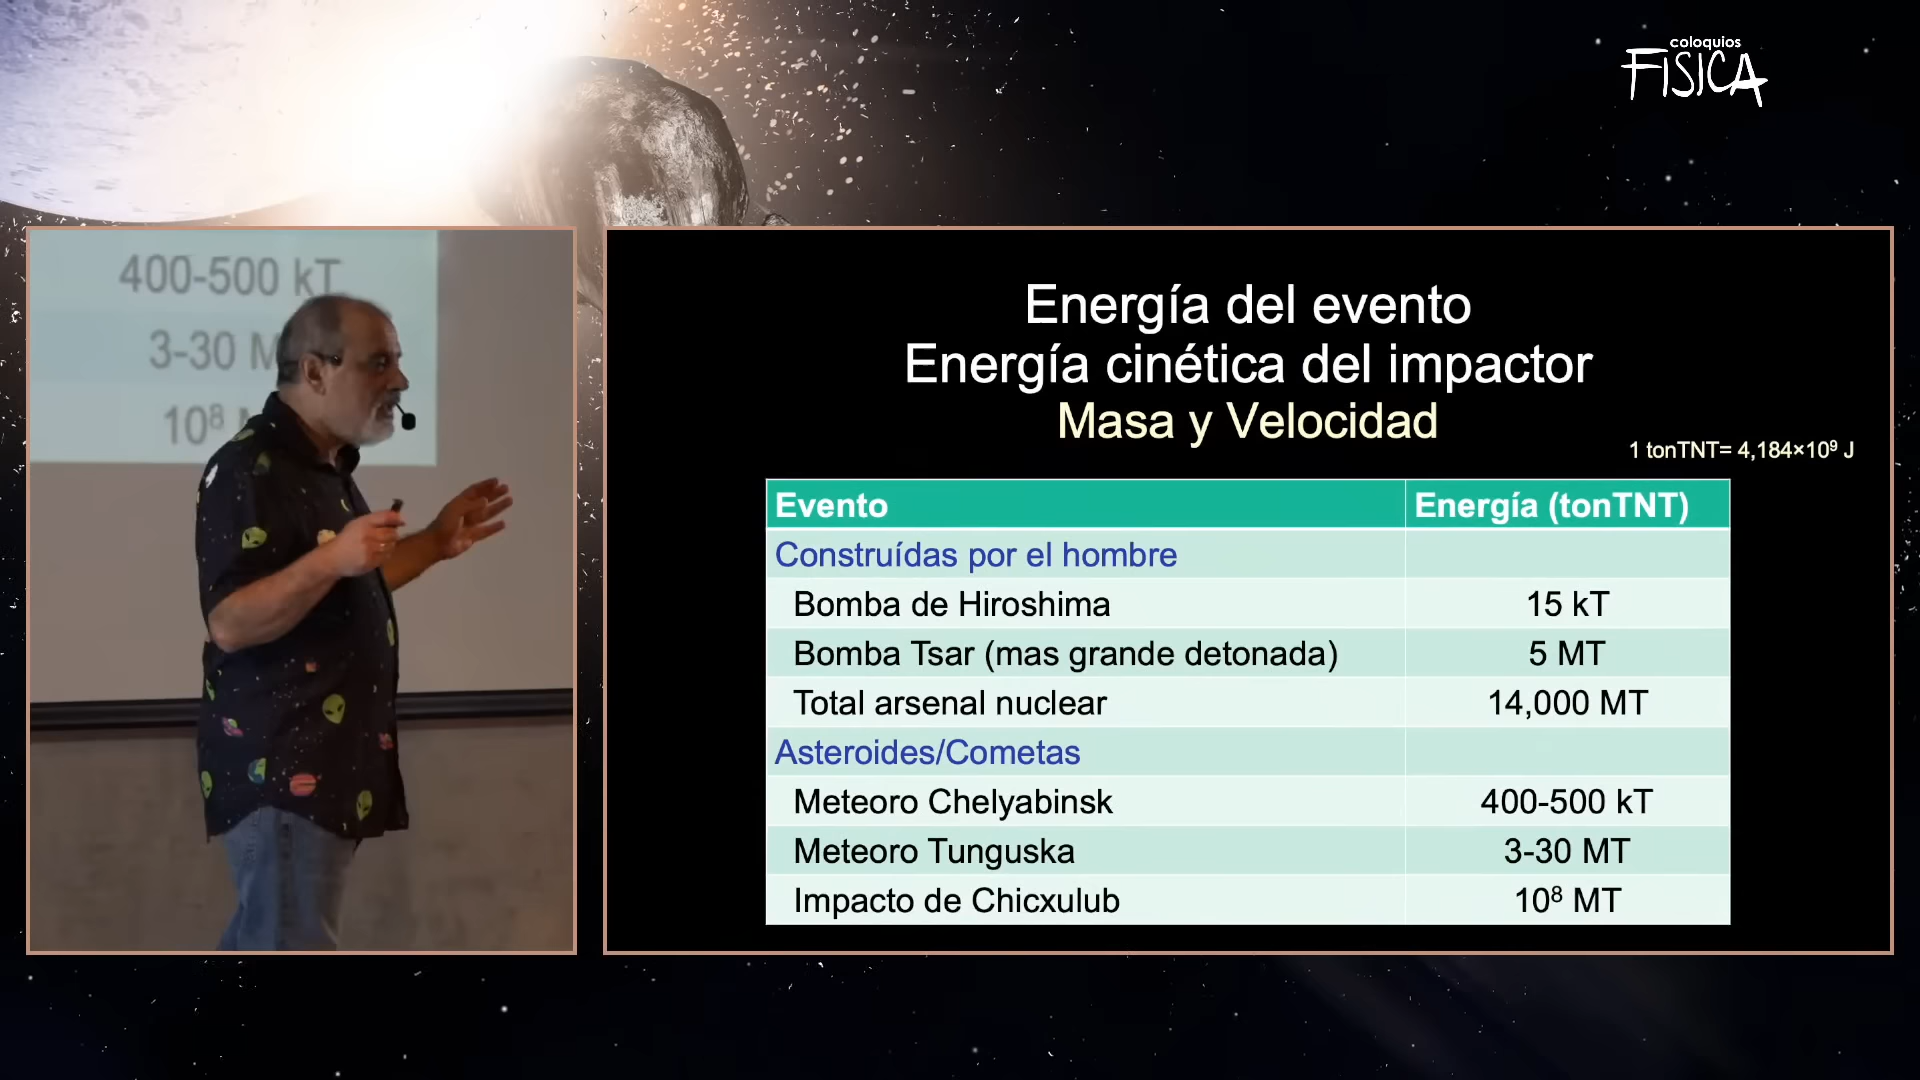 coloquios
FISICA
400-500 kT
3-30 M
10⁸
Energía del evento
Energía cinética del impactor
Masa y Velocidad
1 tonTNT= 4,184×10⁹ J
Evento Energía (tonTNT)
Construídas por el hombre
Bomba de Hiroshima 15 kT
Bomba Tsar (mas grande detonada) 5 MT
Total arsenal nuclear 14,000 MT
Asteroides/Cometas
Meteoro Chelyabinsk 400-500 kT
Meteoro Tunguska 3-30 MT
Impacto de Chicxulub 10⁸ MT